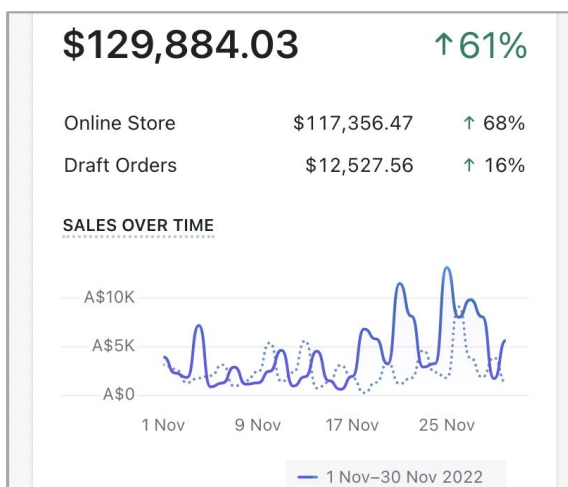 $129,884.03 ↑61%
Online Store $117,356.47 ↑ 68%
Draft Orders $12,527.56 ↑ 16%
SALES OVER TIME
A$10K
A$5K
A$0
1 Nov 9 Nov 17 Nov 25 Nov
1 Nov–30 Nov 2022